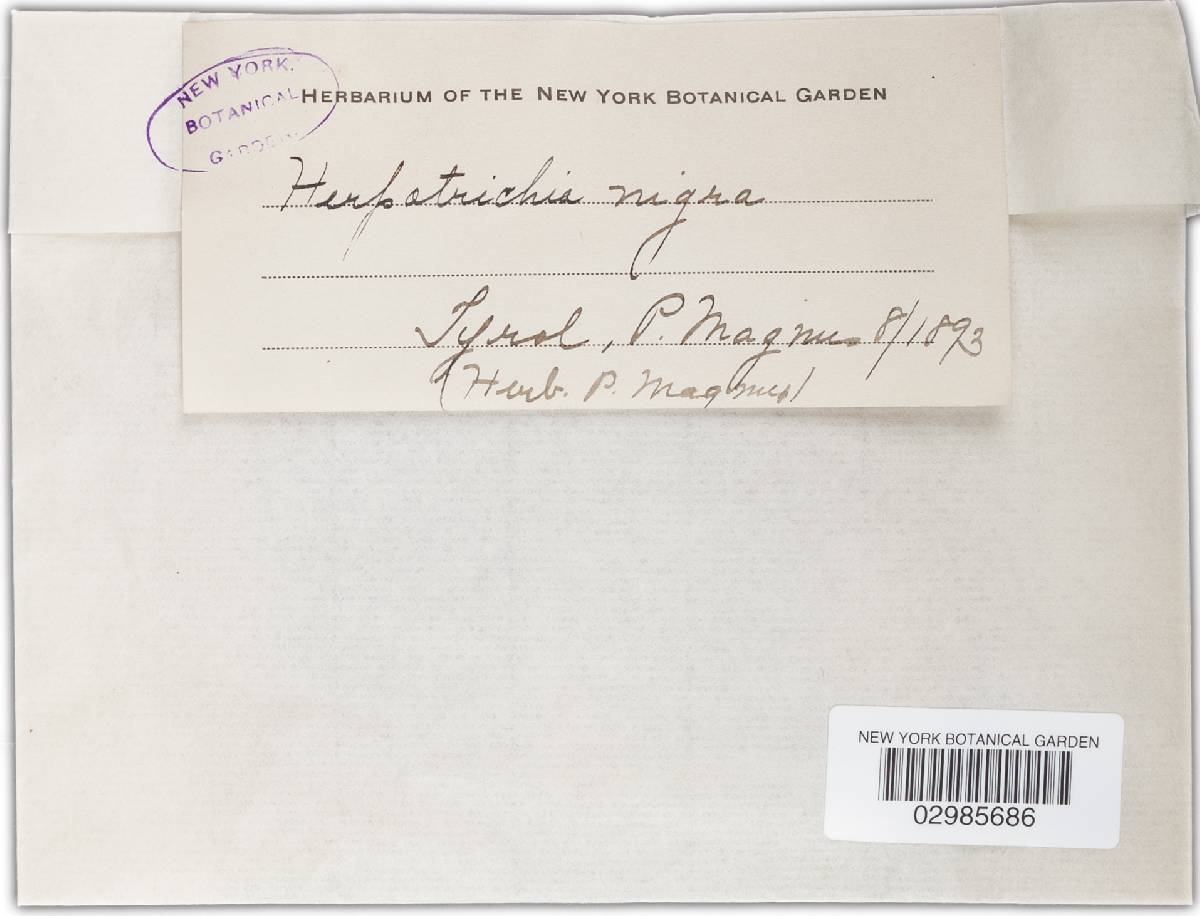 NEW YORK
BOTANICAL
GARDEN
HERBARIUM OF THE NEW YORK BOTANICAL GARDEN
Herpotrichia nigra
Tyrol, P. Magnus 8/1893
(Herb. P. Magnus)
NEW YORK BOTANICAL GARDEN
02985686